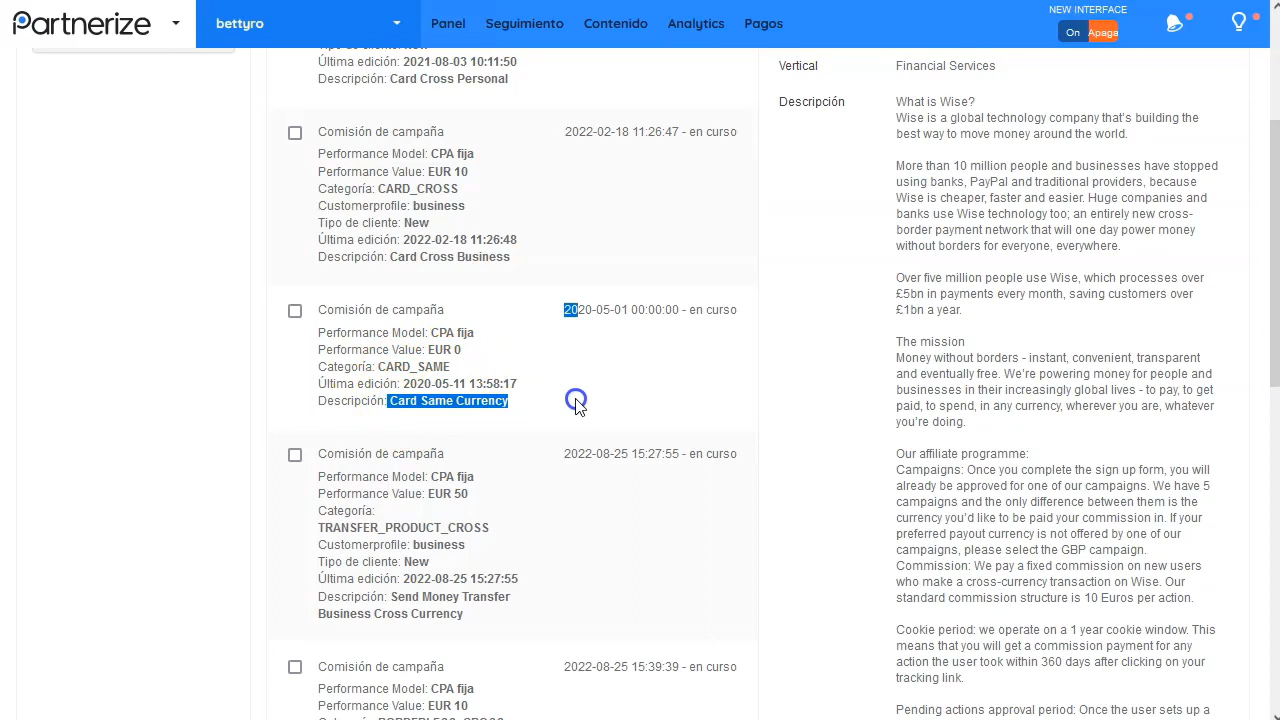 Partnerize
bettyro
Panel
Seguimiento
Contenido
Analytics
Pagos
NEW INTERFACE
On
Apaga
Última edición: 2021-08-03 10:11:50
Descripción: Card Cross Personal
Comisión de campaña
2022-02-18 11:26:47 - en curso
Performance Model: CPA fija
Performance Value: EUR 10
Categoría: CARD_CROSS
Customerprofile: business
Tipo de cliente: New
Última edición: 2022-02-18 11:26:48
Descripción: Card Cross Business
Comisión de campaña
2020-05-01 00:00:00 - en curso
Performance Model: CPA fija
Performance Value: EUR 0
Categoría: CARD_SAME
Última edición: 2020-05-11 13:58:17
Descripción: Card Same Currency
Comisión de campaña
2022-08-25 15:27:55 - en curso
Performance Model: CPA fija
Performance Value: EUR 50
Categoría:
TRANSFER_PRODUCT_CROSS
Customerprofile: business
Tipo de cliente: New
Última edición: 2022-08-25 15:27:55
Descripción: Send Money Transfer
Business Cross Currency
Comisión de campaña
2022-08-25 15:39:39 - en curso
Performance Model: CPA fija
Performance Value: EUR 10
Vertical
Financial Services
Descripción
What is Wise?
Wise is a global technology company that's building the
best way to move money around the world.
More than 10 million people and businesses have stopped
using banks, PayPal and traditional providers, because
Wise is cheaper, faster and easier. Huge companies and
banks use Wise technology too; an entirely new cross-
border payment network that will one day power money
without borders for everyone, everywhere.
Over five million people use Wise, which processes over
£5bn in payments every month, saving customers over
£1bn a year.
The mission
Money without borders - instant, convenient, transparent
and eventually free. We're powering money for people and
businesses in their increasingly global lives - to pay, to get
paid, to spend, in any currency, wherever you are, whatever
you're doing.
Our affiliate programme:
Campaigns: Once you complete the sign up form, you will
already be approved for one of our campaigns. We have 5
campaigns and the only difference between them is the
currency you'd like to be paid your commission in. If your
preferred payout currency is not offered by one of our
campaigns, please select the GBP campaign.
Commission: We pay a fixed commission on new users
who make a cross-currency transaction on Wise. Our
standard commission structure is 10 Euros per action.
Cookie period: we operate on a 1 year cookie window. This
means that you will get a commission payment for any
action the user took within 360 days after clicking on your
tracking link.
Pending actions approval period: Once the user sets up a